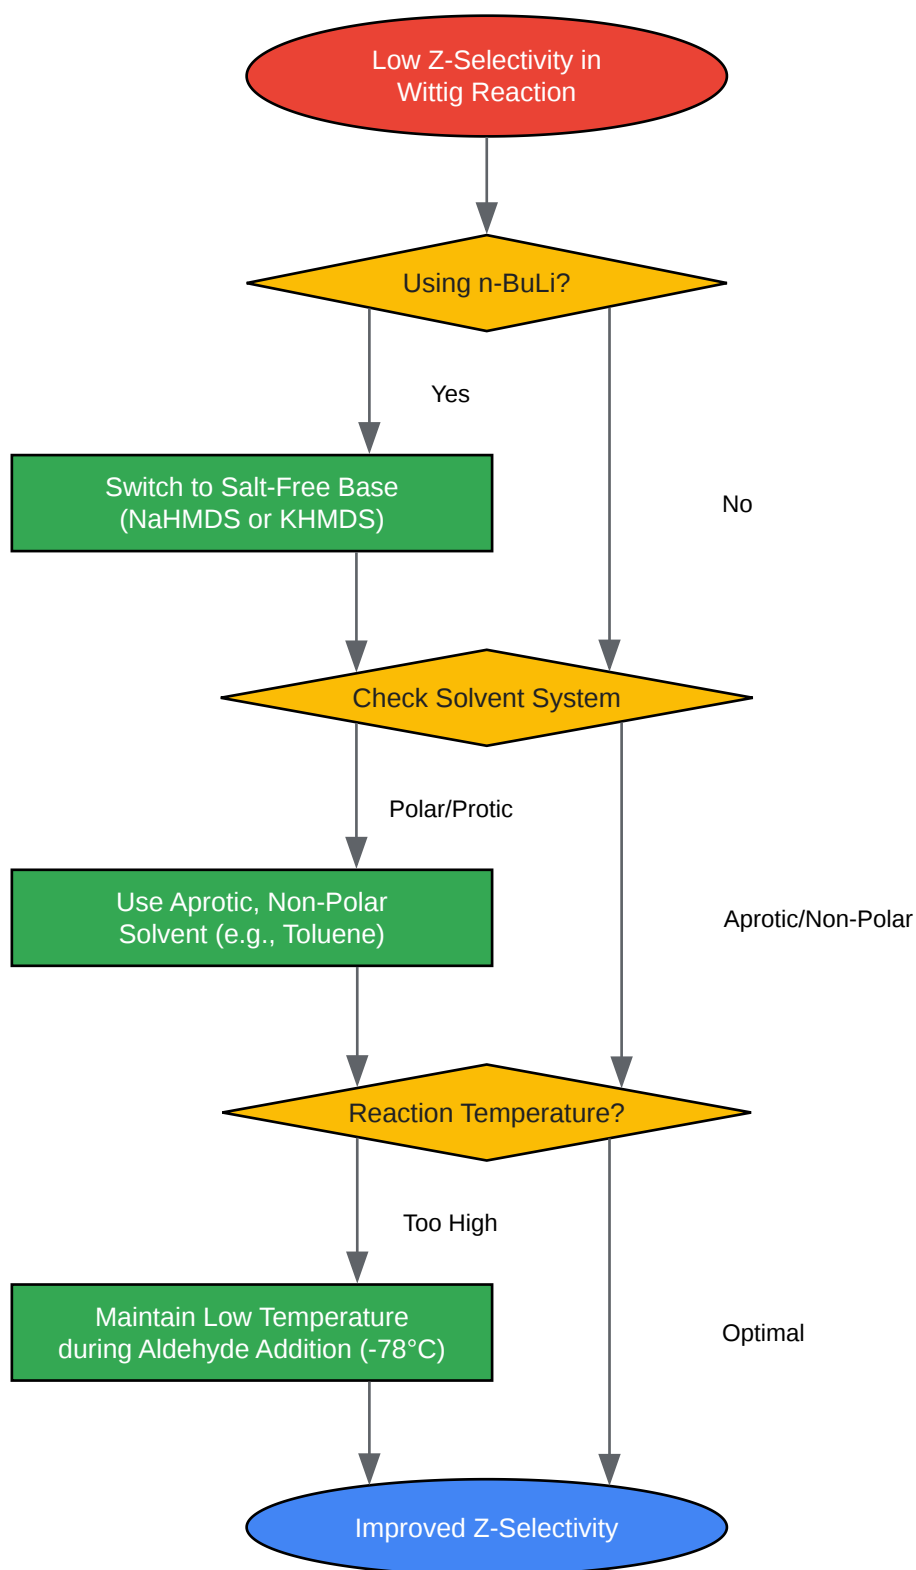 Low Z-Selectivity in
Wittig Reaction
Using n-BuLi?
Yes
Switch to Salt-Free Base
(NaHMDS or KHMDS)
No
Check Solvent System
Polar/Protic
Use Aprotic, Non-Polar
Solvent (e.g., Toluene)
Aprotic/Non-Polar
Reaction Temperature?
Too High
Maintain Low Temperature
during Aldehyde Addition (-78°C)
Optimal
Improved Z-Selectivity